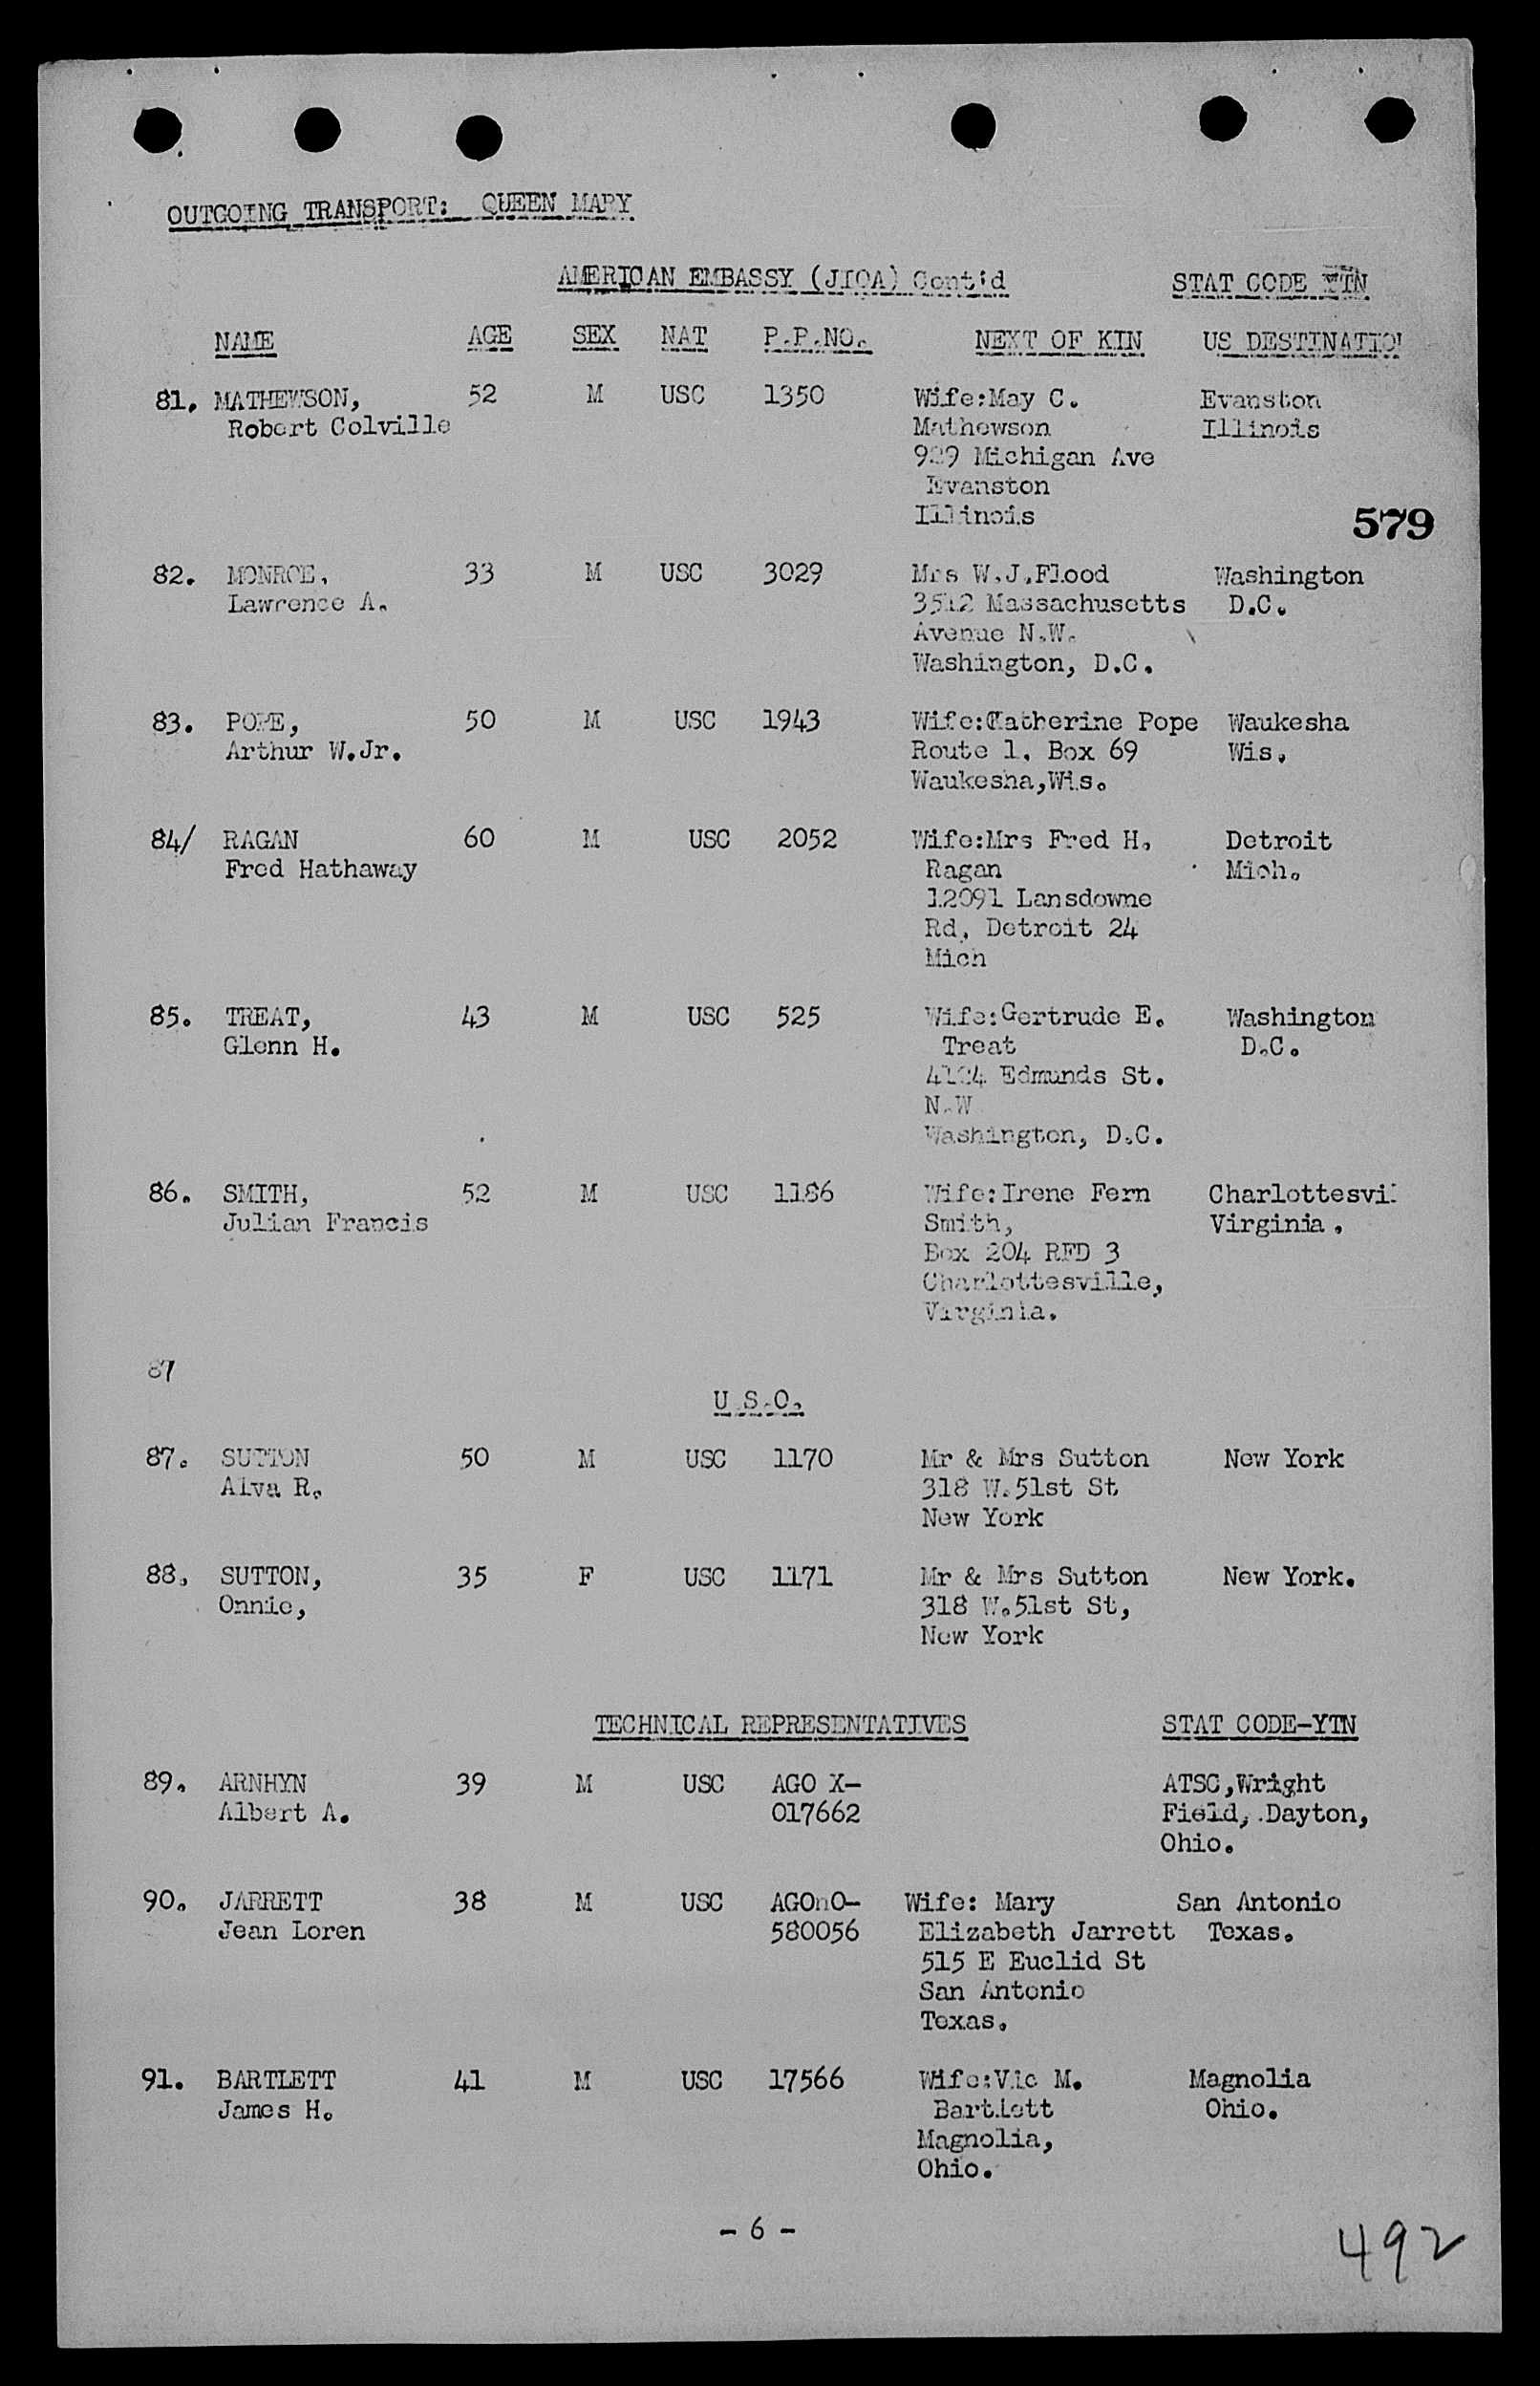 OUTGOING TRANSPORT: QUEEN MARY
AMERICAN EMBASSY (JIOA) Cont'd STAT CODE YTN
NAME AGE SEX NAT P.P.NO. NEXT OF KIN US DESTINATIO
81. MATHEWSON, 52 M USC 1350 Wife:May C. Evanston
Robert Colville Mathewson Illinois
929 Michigan Ave
Evanston
Illinois
579
82. MONROE, 33 M USC 3029 Mrs W.J.Flood Washington
Lawrence A. 3512 Massachusetts D.C.
Avenue N.W.
Washington, D.C.
83. POPE, 50 M USC 1943 Wife:Catherine Pope Waukesha
Arthur W.Jr. Route 1, Box 69 Wis.
Waukesha,Wis.
84/ RAGAN 60 M USC 2052 Wife:Mrs Fred H. Detroit
Fred Hathaway Ragan Mich.
12091 Lansdowne
Rd, Detroit 24
Mich
85. TREAT, 43 M USC 525 Wife:Gertrude E. Washington
Glenn H. Treat D.C.
4124 Edmunds St.
N.W
Washington, D.C.
86. SMITH, 52 M USC 1186 Wife:Irene Fern Charlottesvil
Julian Francis Smith, Virginia.
Box 204 RFD 3
Charlottesville,
Virginia.
87
U.S.O.
87. SUTTON 50 M USC 1170 Mr & Mrs Sutton New York
Alva R. 318 W.51st St
New York
88. SUTTON, 35 F USC 1171 Mr & Mrs Sutton New York.
Onnie, 318 W.51st St,
New York
TECHNICAL REPRESENTATIVES STAT CODE-YTN
89. ARNHYN 39 M USC AGO X- ATSC,Wright
Albert A. 017662 Field, .Dayton,
Ohio.
90. JARRETT 38 M USC AGOnO- Wife: Mary San Antonio
Jean Loren 580056 Elizabeth Jarrett Texas.
515 E Euclid St
San Antonio
Texas.
91. BARTLETT 41 M USC 17566 Wife:Vic M. Magnolia
James H. Bartlett Ohio.
Magnolia,
Ohio.
- 6 -
492